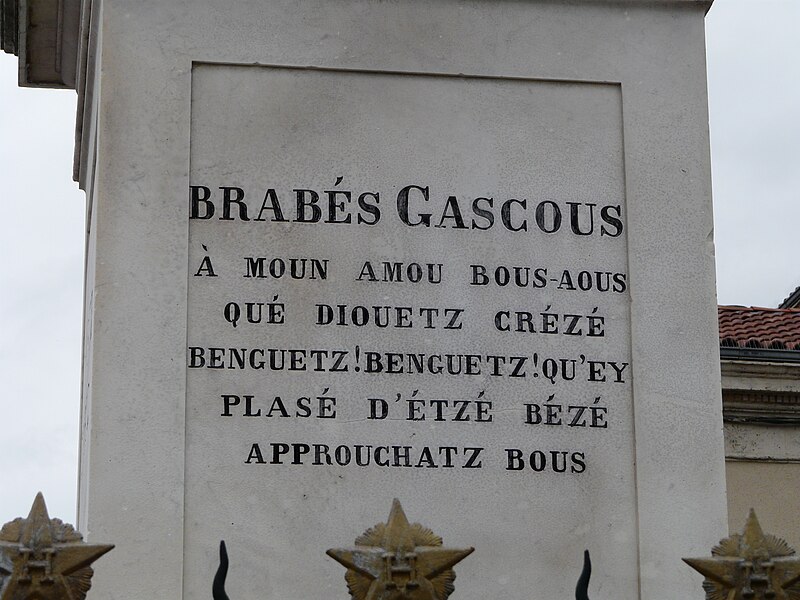 BRABÉS GASCOUS
À MOUN AMOU BOUS-AOUS
QUÉ DIOUETZ CRÉZÉ
BENGUETZ!BENGUETZ!QU'EY
PLASÉ D'ÉTZÉ BÉZÉ
APPROUCHATZ BOUS
H
H
H